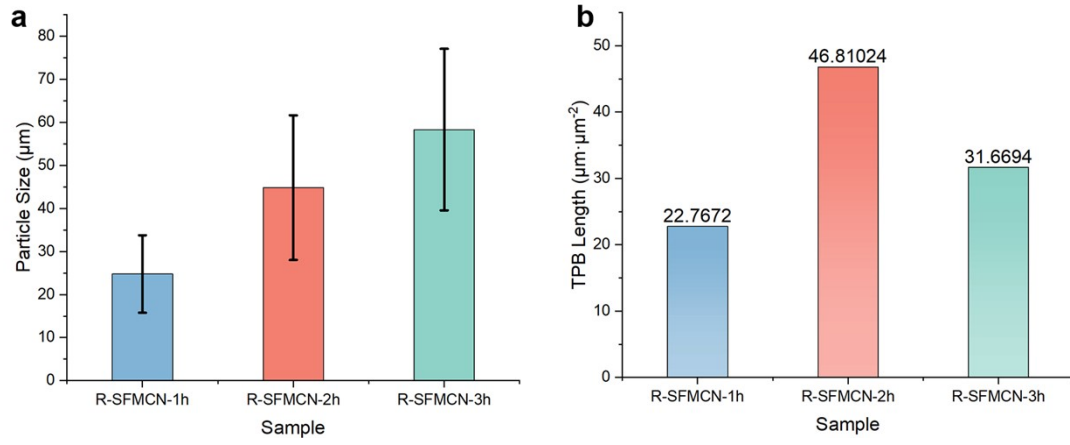 a
Particle Size (μm)
80
70
60
50
40
30
20
10
0
R-SFMCN-1h
R-SFMCN-2h
R-SFMCN-3h
Sample
b
TPB Length (μm·μm⁻²)
50
40
30
20
10
0
22.7672
46.81024
31.6694
R-SFMCN-1h
R-SFMCN-2h
R-SFMCN-3h
Sample